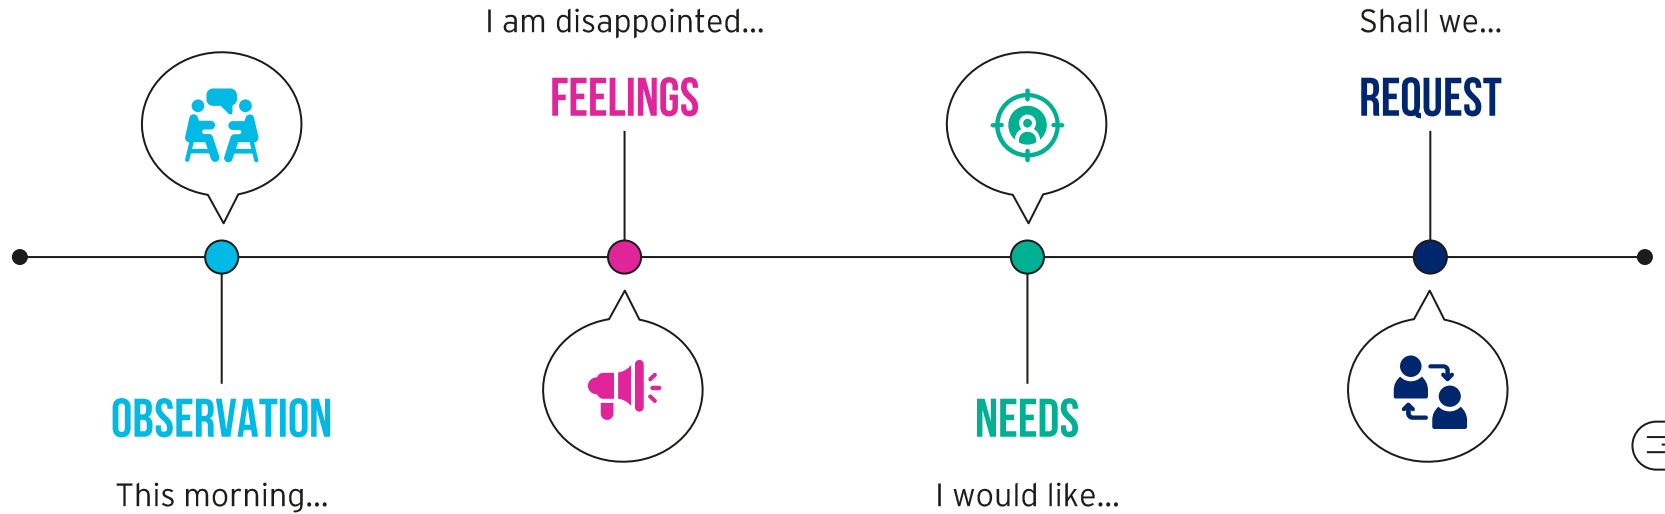 I am disappointed...
Shall we...
FEELINGS
REQUEST
OBSERVATION
NEEDS
This morning...
I would like...